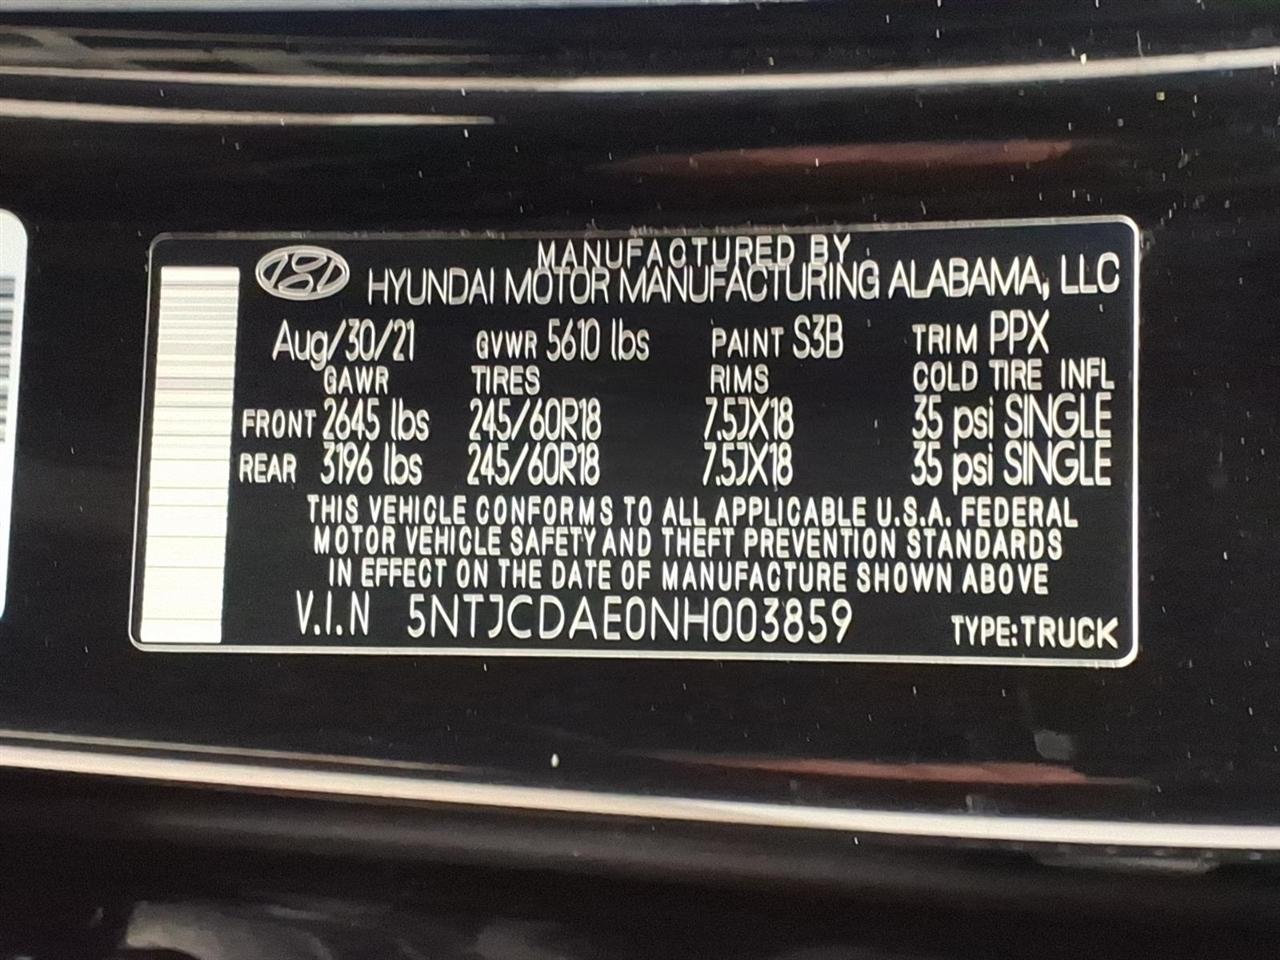 MANUFACTURED BY
HYUNDAI MOTOR MANUFACTURING ALABAMA, LLC
Aug/30/21 GVWR 5610 lbs PAINT S3B TRIM PPX
GAWR TIRES RIMS COLD TIRE INFL
FRONT 2645 lbs 245/60R18 7.5JX18 35 psi SINGLE
REAR 3196 lbs 245/60R18 7.5JX18 35 psi SINGLE
THIS VEHICLE CONFORMS TO ALL APPLICABLE U.S.A. FEDERAL
MOTOR VEHICLE SAFETY AND THEFT PREVENTION STANDARDS
IN EFFECT ON THE DATE OF MANUFACTURE SHOWN ABOVE
V.I.N 5NTJCDAE0NH003859 TYPE:TRUCK